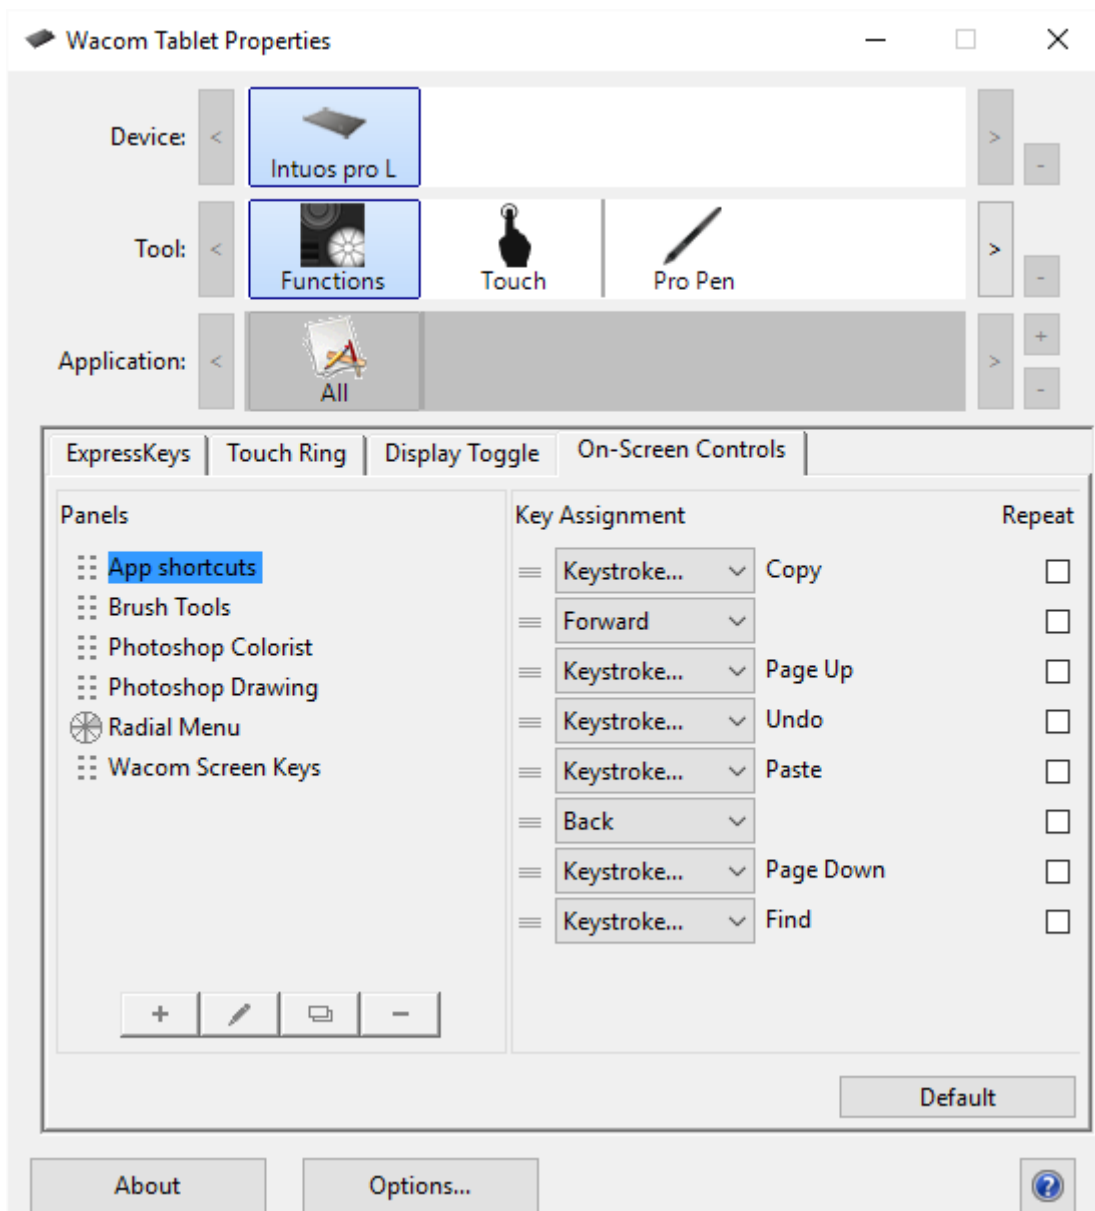 Wacom Tablet Properties
Device:
<
Intuos pro L
>
-
Tool:
<
Functions
Touch
Pro Pen
>
-
Application:
<
All
>
+
-
ExpressKeys
Touch Ring
Display Toggle
On-Screen Controls
Panels
App shortcuts
Brush Tools
Photoshop Colorist
Photoshop Drawing
Radial Menu
Wacom Screen Keys
Key Assignment
Repeat
Keystroke... Copy
Forward
Keystroke... Page Up
Keystroke... Undo
Keystroke... Paste
Back
Keystroke... Page Down
Keystroke... Find
+
-
Default
About
Options...
?